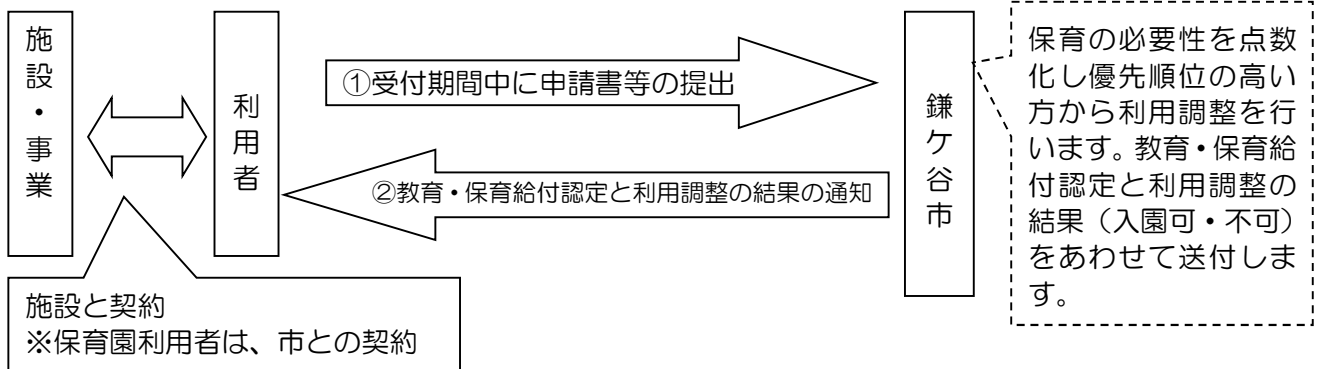 施設・事業
利用者
①受付期間中に申請書等の提出
②教育・保育給付認定と利用調整の結果の通知
鎌ケ谷市
保育の必要性を点数
化し優先順位の高い
方から利用調整を行
います。教育・保育給
付認定と利用調整の
結果（入園可・不可）
をあわせて送付しま
す。
施設と契約
※保育園利用者は、市との契約